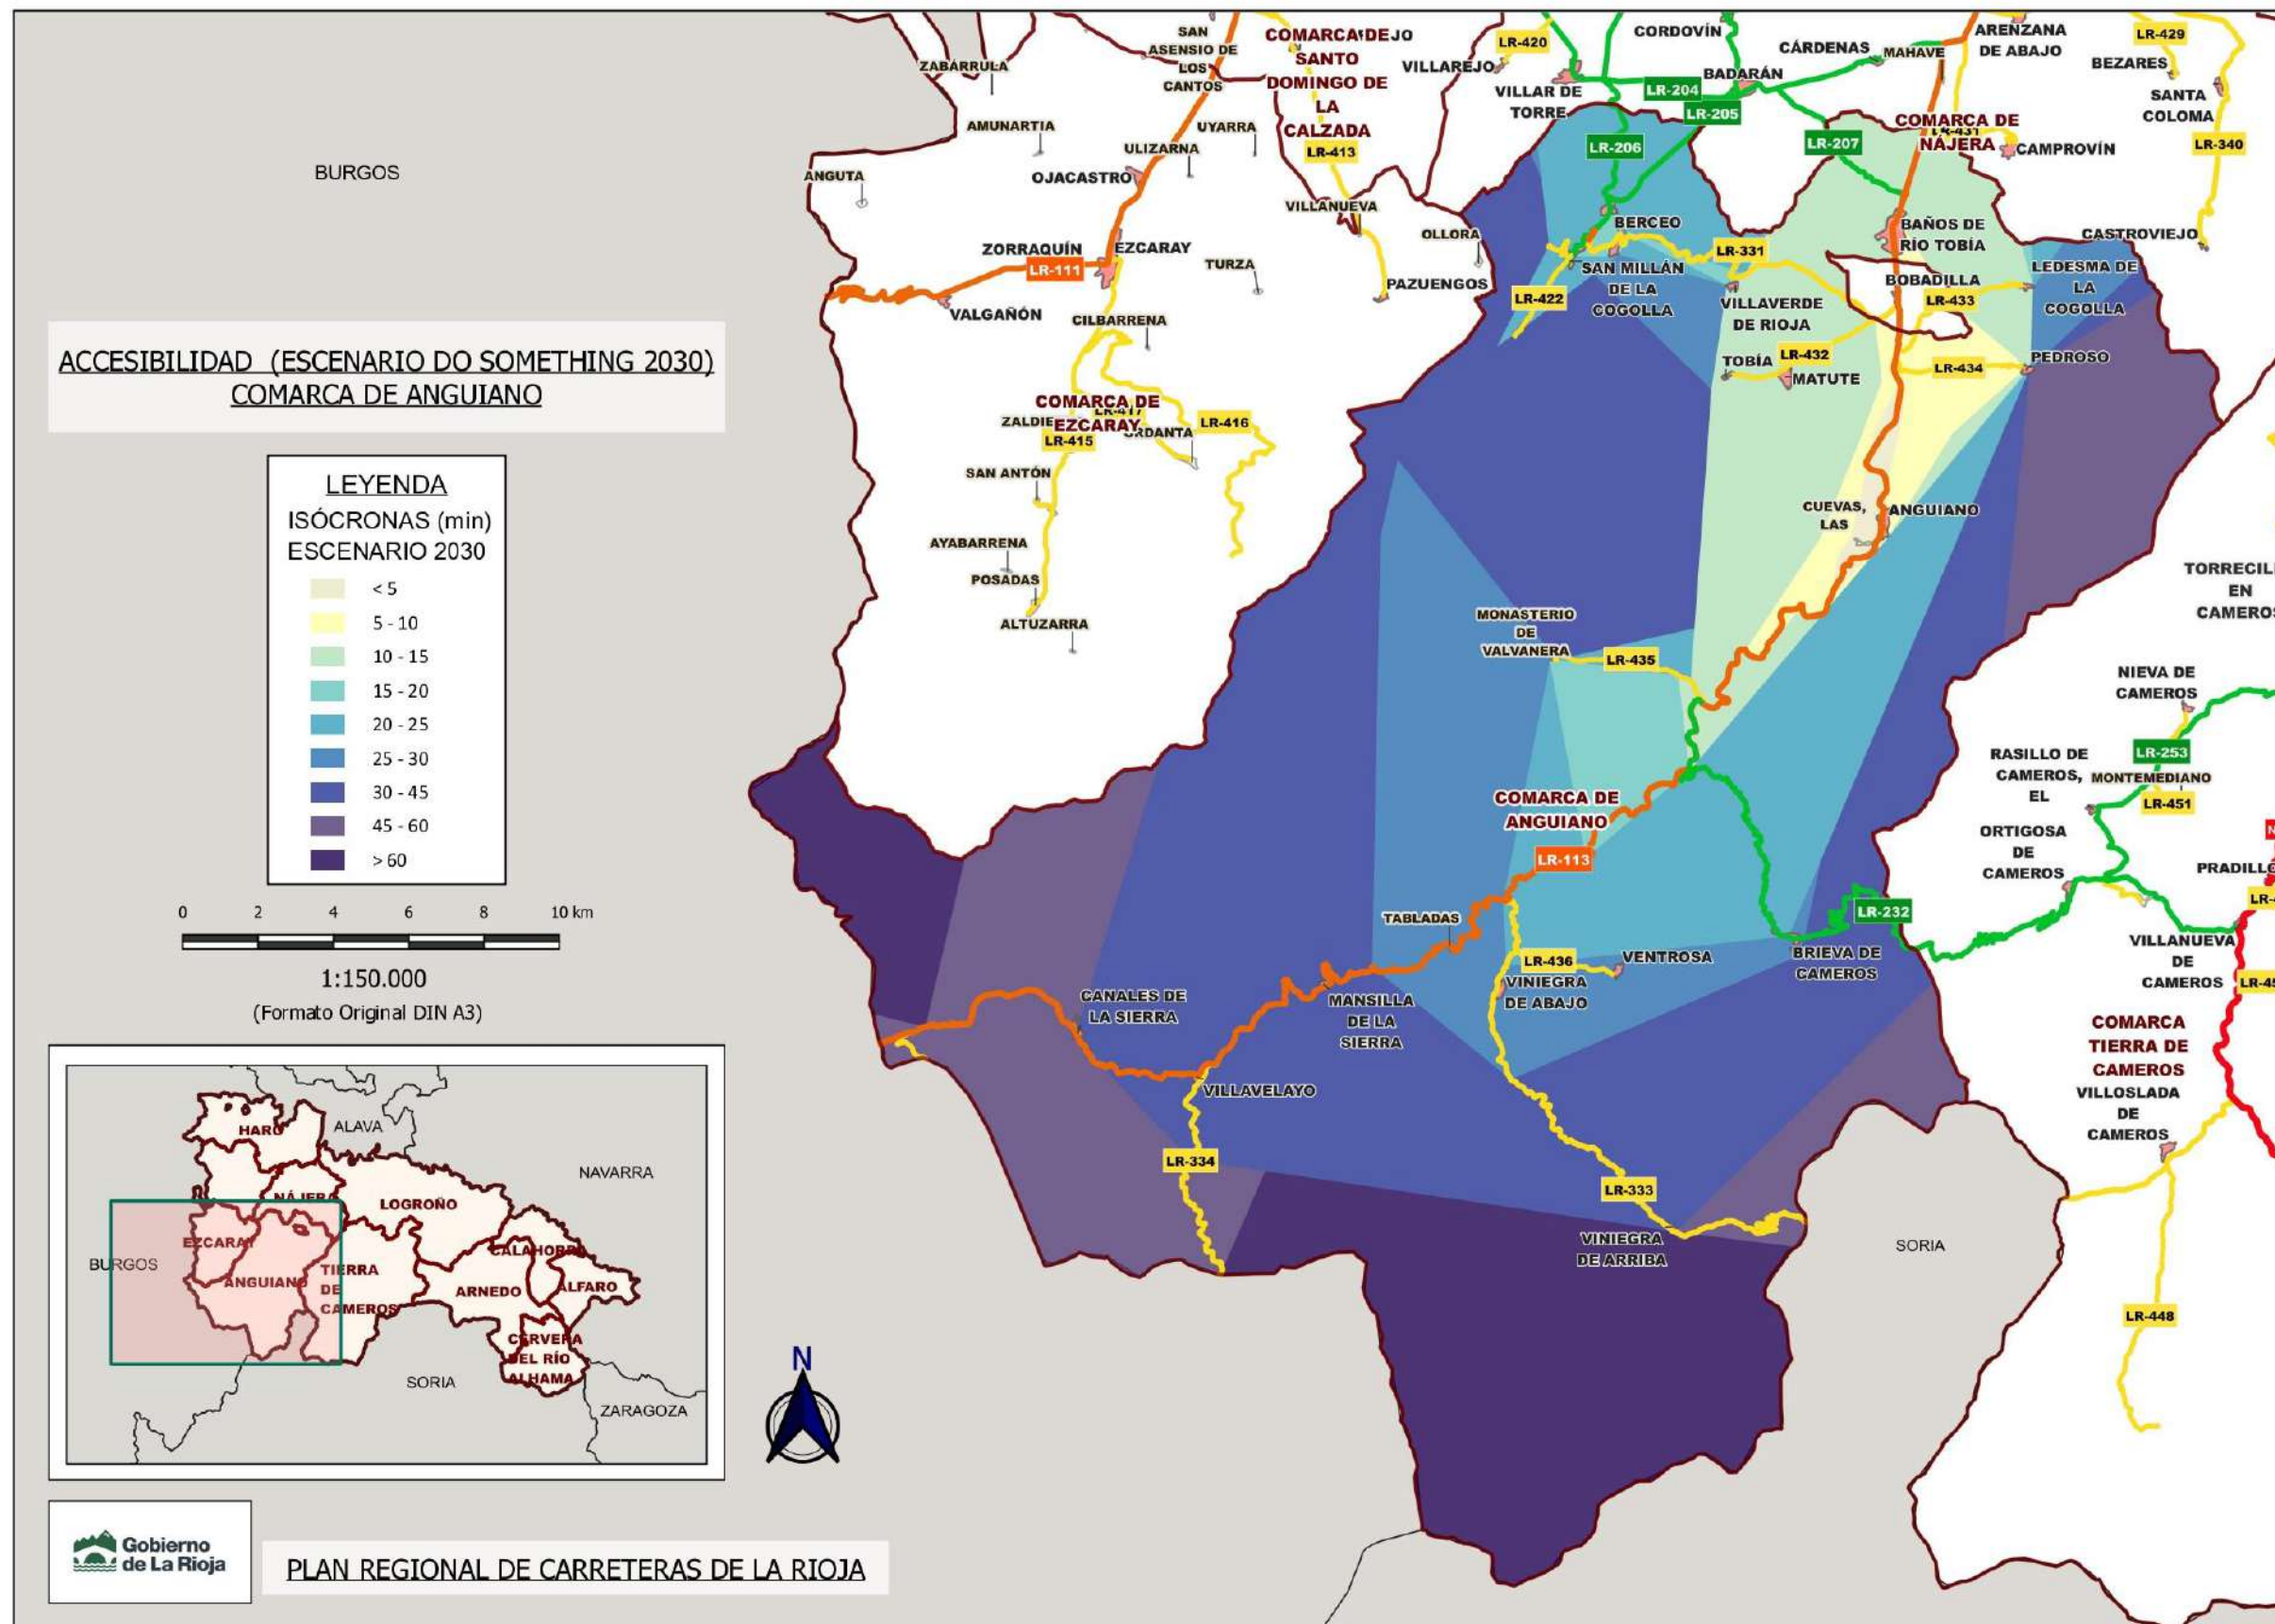 BURGOS
ACCESIBILIDAD (ESCENARIO DO SOMETHING 2030)
COMARCA DE ANGUIANO
LEYENDA
ISÓCRONAS (min)
ESCENARIO 2030
< 5
5 - 10
10 - 15
15 - 20
20 - 25
25 - 30
30 - 45
45 - 60
> 60
0 2 4 6 8 10 km
1:150.000
(Formato Original DIN A3)
HARO
ALAVA
NAVARRA
NÁJERA
LOGROÑO
EZCARAY
CALAHORRA
BURGOS
ANGUIANO
TIERRA
DE
CAMEROS
ARNEDO
ALFARO
CERVERA
DEL RÍO
ALHAMA
SORIA
ZARAGOZA
N
Gobierno
de La Rioja
PLAN REGIONAL DE CARRETERAS DE LA RIOJA
SAN
ASENSIO DE
LOS
CANTOS
ZABÁRRULA
AMUNARTIA
UYARRA
ULIZARNA
ANGUTA
OJACASTRO
ZORRAQUÍN
EZCARAY
LR-111
TURZA
VALGAÑÓN
CILBARRENA
COMARCA DE
EZCARAY
LR-417
LR-416
LR-415
SAN ANTÓN
AYABARRENA
POSADAS
ALTUZARRA
COMARCA DE
SANTO
DOMINGO DE
LA
CALZADA
LR-413
VILLANUEVA
PAZUENGOS
OLLORA
VILLAREJO
LR-420
VILLAR DE
TORRE
CORDOVÍN
CÁRDENAS
MAHAVE
BADARÁN
LR-204
LR-205
LR-206
LR-207
ARENZANA
DE ABAJO
LR-429
BEZARES
SANTA
COLOMA
LR-340
COMARCA DE
NÁJERA
LR-431
CAMPROVÍN
CASTROVIEJO
BERCEO
SAN MILLÁN
DE LA
COGOLLA
LR-422
LR-331
VILLAVERDE
DE RIOJA
BAÑOS DE
RÍO TOBÍA
BOBADILLA
LR-433
LEDESMA DE
LA
COGOLLA
TOBÍA
LR-432
MATUTE
LR-434
PEDROSO
CUEVAS,
LAS
ANGUIANO
MONASTERIO
DE
VALVANERA
LR-435
COMARCA DE
ANGUIANO
LR-113
TABLADAS
LR-436
VENTROSA
VINIEGRA
DE ABAJO
BRIEVA DE
CAMEROS
LR-232
CANALES DE
LA SIERRA
MANSILLA
DE LA
SIERRA
VILLAVELAYO
LR-334
LR-333
VINIEGRA
DE ARRIBA
EN
NIEVA DE
CAMEROS
RASILLO DE
CAMEROS,
EL
LR-253
MONTEMEDIANO
LR-451
ORTIGOSA
DE
CAMEROS
VILLANUEVA
DE
CAMEROS
COMARCA
TIERRA DE
CAMEROS
VILLOSLADA
DE
CAMEROS
SORIA
LR-448